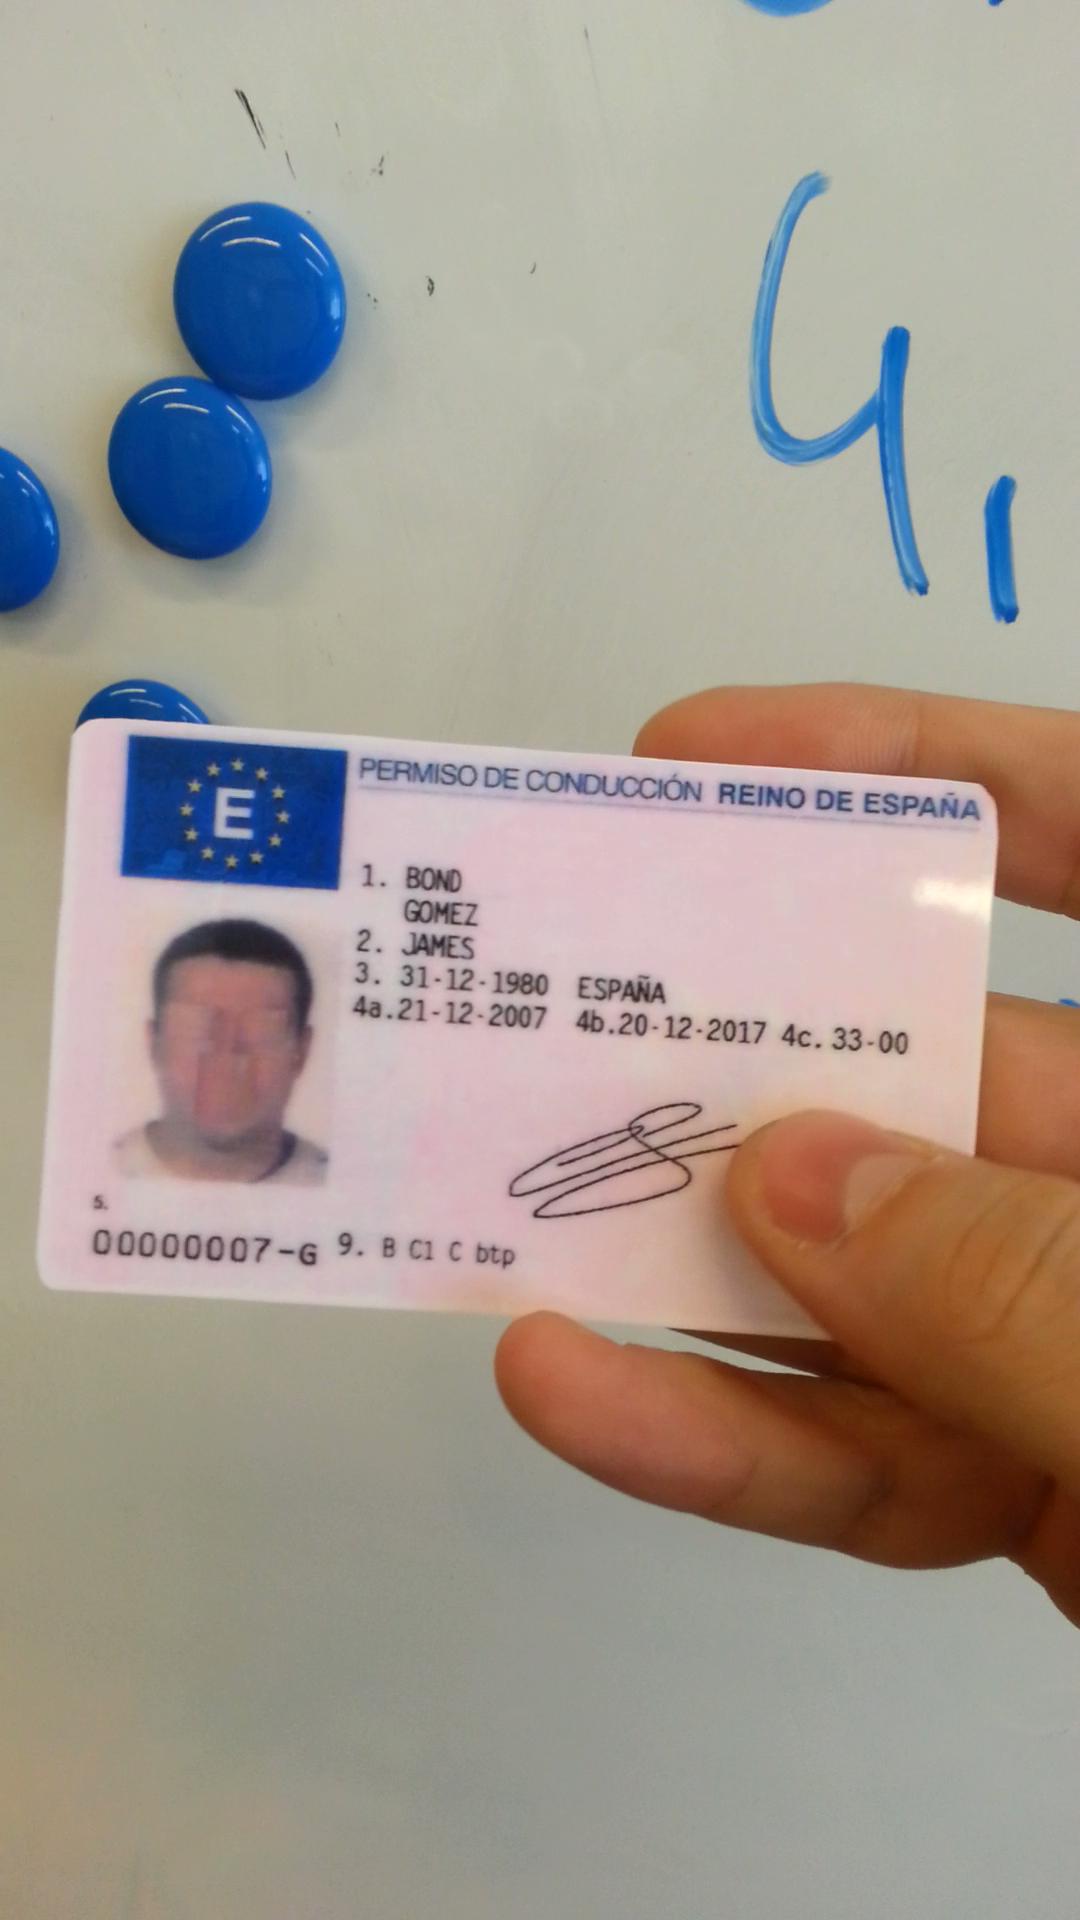 4,
E
PERMISO DE CONDUCCIÓN REINO DE ESPAÑA
1. BOND
GOMEZ
2. JAMES
3. 31-12-1980 ESPAÑA
4a.21-12-2007 4b.20-12-2017 4c. 33-00
5.
00000007-G 9. B C1 C btp